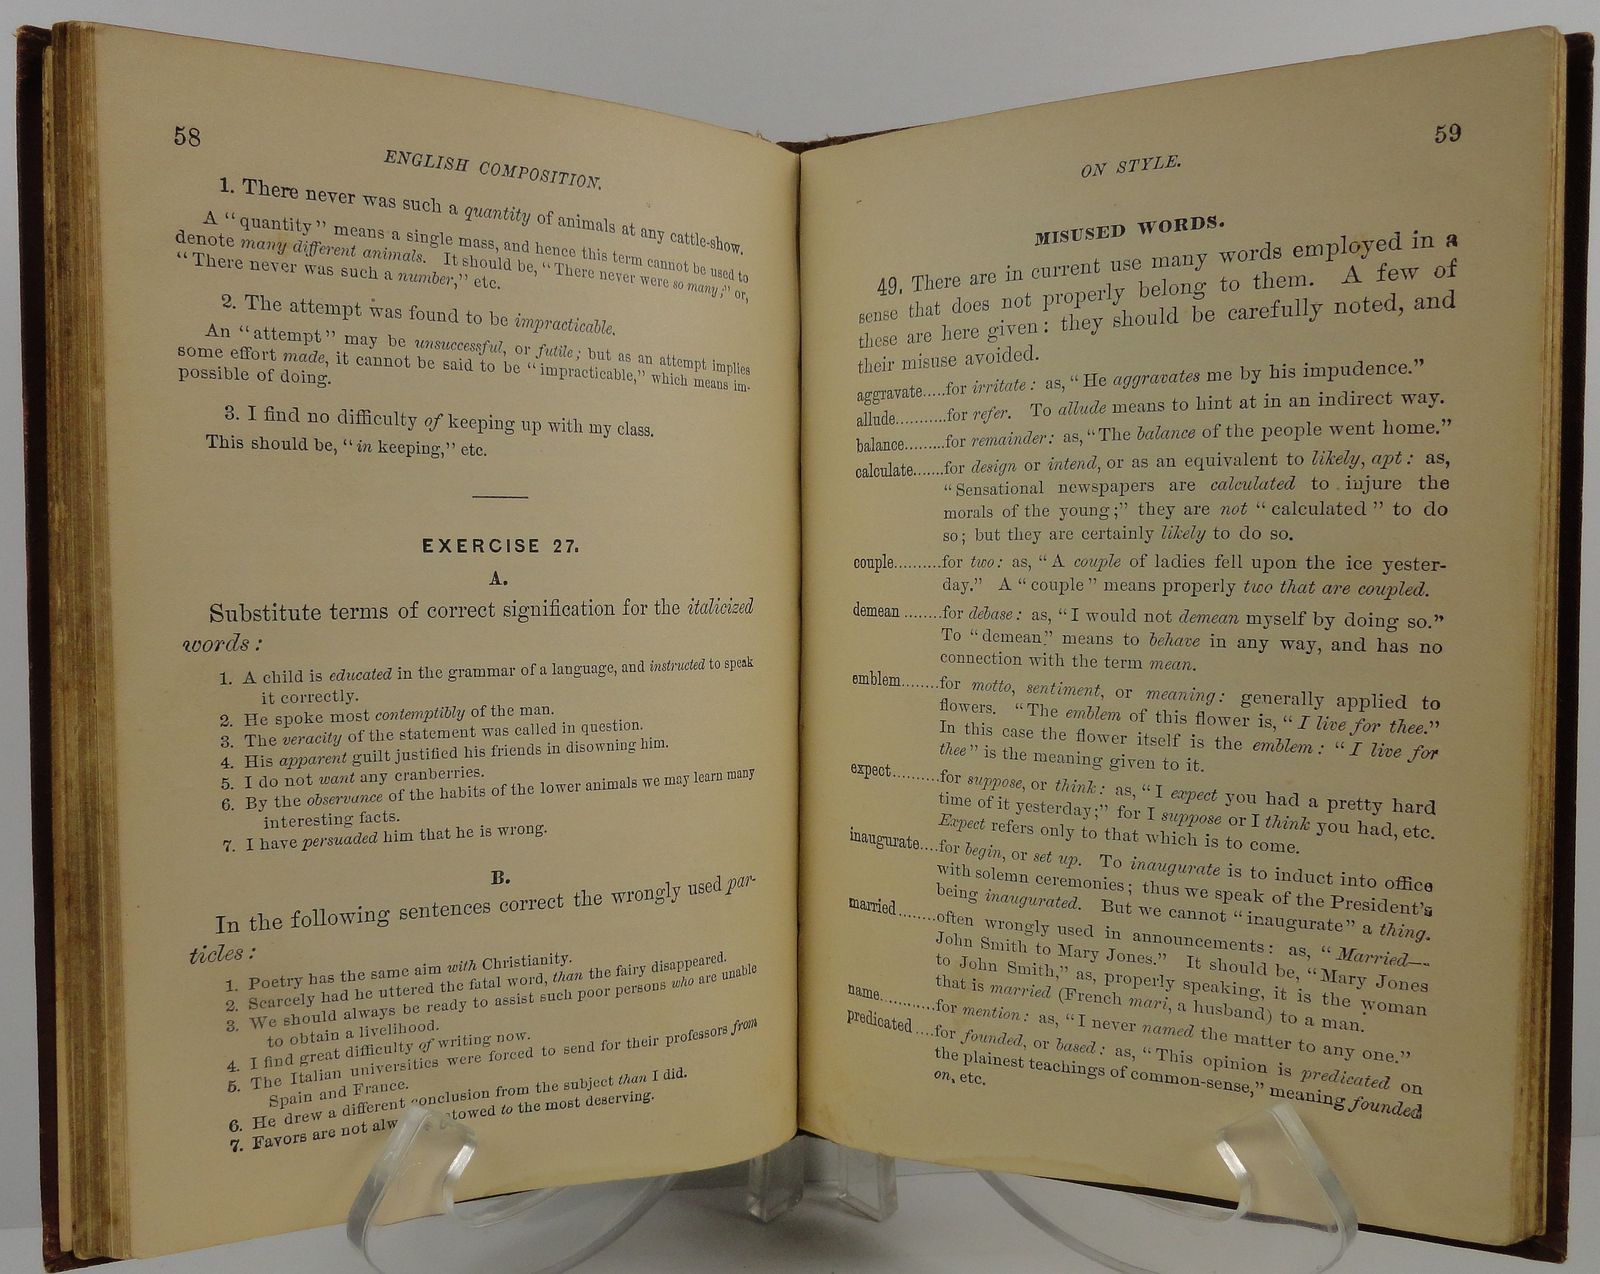 58
ENGLISH COMPOSITION.
1. There never was such a quantity of animals at any cattle-show.
A “quantity” means a single mass, and hence this term cannot be used to
denote many different animals. It should be, “There never were so many;” or,
“There never was such a number,” etc.
2. The attempt was found to be impracticable.
An “attempt” may be unsuccessful, or futile; but as an attempt implies
some effort made, it cannot be said to be “impracticable,” which means im-
possible of doing.
3. I find no difficulty of keeping up with my class.
This should be, “in keeping,” etc.
EXERCISE 27.
A.
Substitute terms of correct signification for the italicized
words:
1. A child is educated in the grammar of a language, and instructed to speak
it correctly.
2. He spoke most contemptibly of the man.
3. The veracity of the statement was called in question.
4. His apparent guilt justified his friends in disowning him.
5. I do not want any cranberries.
6. By the observance of the habits of the lower animals we may learn many
interesting facts.
7. I have persuaded him that he is wrong.
B.
In the following sentences correct the wrongly used par-
ticles:
1. Poetry has the same aim with Christianity.
2. Scarcely had he uttered the fatal word, than the fairy disappeared.
3. We should always be ready to assist such poor persons who are unable
to obtain a livelihood.
4. I find great difficulty of writing now.
5. The Italian universities were forced to send for their professors from
Spain and France.
6. He drew a different conclusion from the subject than I did.
7. Favors are not alw towed to the most deserving.
59
ON STYLE.
MISUSED WORDS.
49. There are in current use many words employed in a
sense that does not properly belong to them. A few of
these are here given: they should be carefully noted, and
their misuse avoided.
aggravate.....for irritate: as, “He aggravates me by his impudence.”
allude...........for refer. To allude means to hint at in an indirect way.
balance.........for remainder: as, “The balance of the people went home.”
calculate.......for design or intend, or as an equivalent to likely, apt: as,
“Sensational newspapers are calculated to injure the
morals of the young;” they are not “calculated” to do
so; but they are certainly likely to do so.
couple..........for two: as, “A couple of ladies fell upon the ice yester-
day.” A “couple” means properly two that are coupled.
demean ........for debase: as, “I would not demean myself by doing so.”
To “demean” means to behave in any way, and has no
connection with the term mean.
emblem........for motto, sentiment, or meaning: generally applied to
flowers. “The emblem of this flower is, “I live for thee.”
In this case the flower itself is the emblem: “I live for
thee” is the meaning given to it.
expect..........for suppose, or think: as, “I expect you had a pretty hard
time of it yesterday;” for I suppose or I think you had, etc.
Expect refers only to that which is to come.
inaugurate....for begin, or set up. To inaugurate is to induct into office
with solemn ceremonies; thus we speak of the President’s
being inaugurated. But we cannot “inaugurate” a thing.
married........often wrongly used in announcements: as, “Married—
John Smith to Mary Jones.” It should be, “Mary Jones
to John Smith,” as, properly speaking, it is the woman
that is married (French mari, a husband) to a man.
name...........for mention: as, “I never named the matter to any one.”
predicated ....for founded, or based: as, “This opinion is predicated on
the plainest teachings of common-sense,” meaning founded
on, etc.